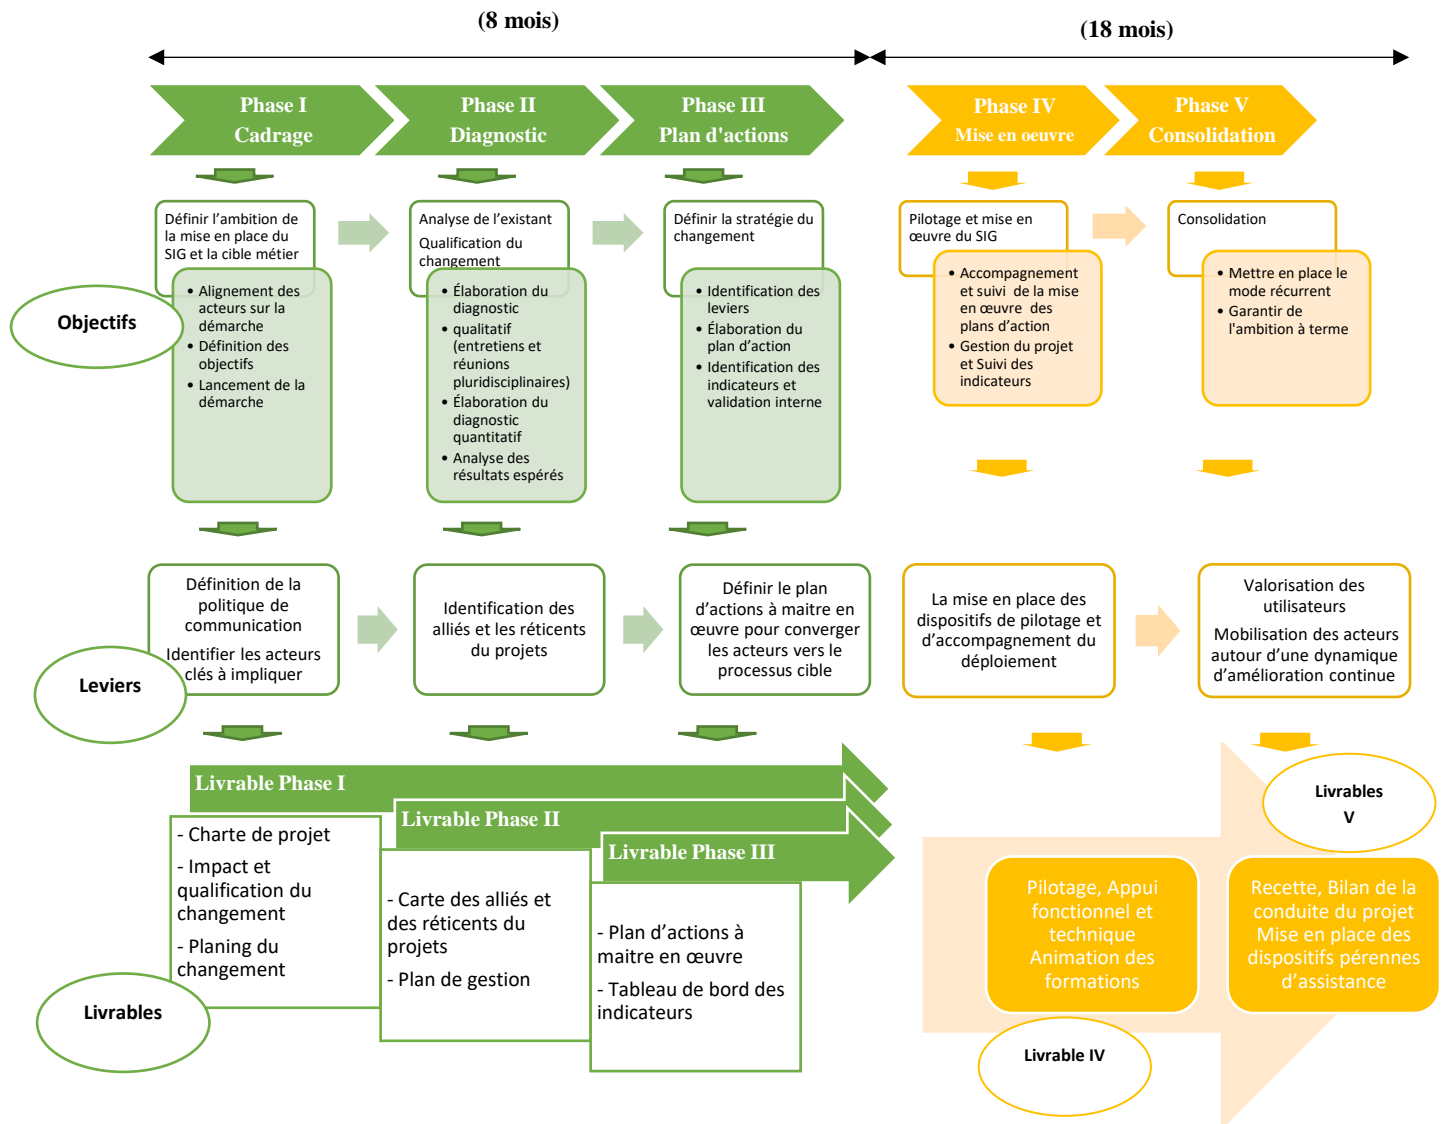 (8 mois)
(18 mois)
Phase I
Cadrage
Phase II
Diagnostic
Phase III
Plan d'actions
Phase IV
Mise en oeuvre
Phase V
Consolidation
Objectifs
Définir l’ambition de
la mise en place du
SIG et la cible métier
• Alignement des
acteurs sur la
démarche
• Définition des
objectifs
• Lancement de la
démarche
Analyse de l’existant
Qualification du
changement
• Élaboration du
diagnostic
• qualitatif
(entretiens et
réunions
pluridisciplinaires)
• Élaboration du
diagnostic
quantitatif
• Analyse des
résultats espérés
Définir la stratégie du
changement
• Identification des
leviers
• Élaboration du
plan d’action
• Identification des
indicateurs et
validation interne
Pilotage et mise en
œuvre du SIG
• Accompagnement
et suivi de la mise
en œuvre des
plans d’action
• Gestion du projet
et Suivi des
indicateurs
Consolidation
• Mettre en place le
mode récurrent
• Garantir de
l'ambition à terme
Leviers
Définition de la
politique de
communication
Identifier les acteurs
clés à impliquer
Identification des
alliés et les réticents
du projets
Définir le plan
d’actions à maitre en
œuvre pour converger
les acteurs vers le
processus cible
La mise en place des
dispositifs de pilotage et
d’accompagnement du
déploiement
Valorisation des
utilisateurs
Mobilisation des acteurs
autour d’une dynamique
d’amélioration continue
Livrables
Livrable Phase I
- Charte de projet
- Impact et
qualification du
changement
- Planing du
changement
Livrable Phase II
- Carte des alliés et
des réticents du
projets
- Plan de gestion
Livrable Phase III
- Plan d’actions à
maitre en œuvre
- Tableau de bord des
indicateurs
Pilotage, Appui
fonctionnel et
technique
Animation des
formations
Livrable IV
Livrables
V
Recette, Bilan de la
conduite du projet
Mise en place des
dispositifs pérennes
d’assistance